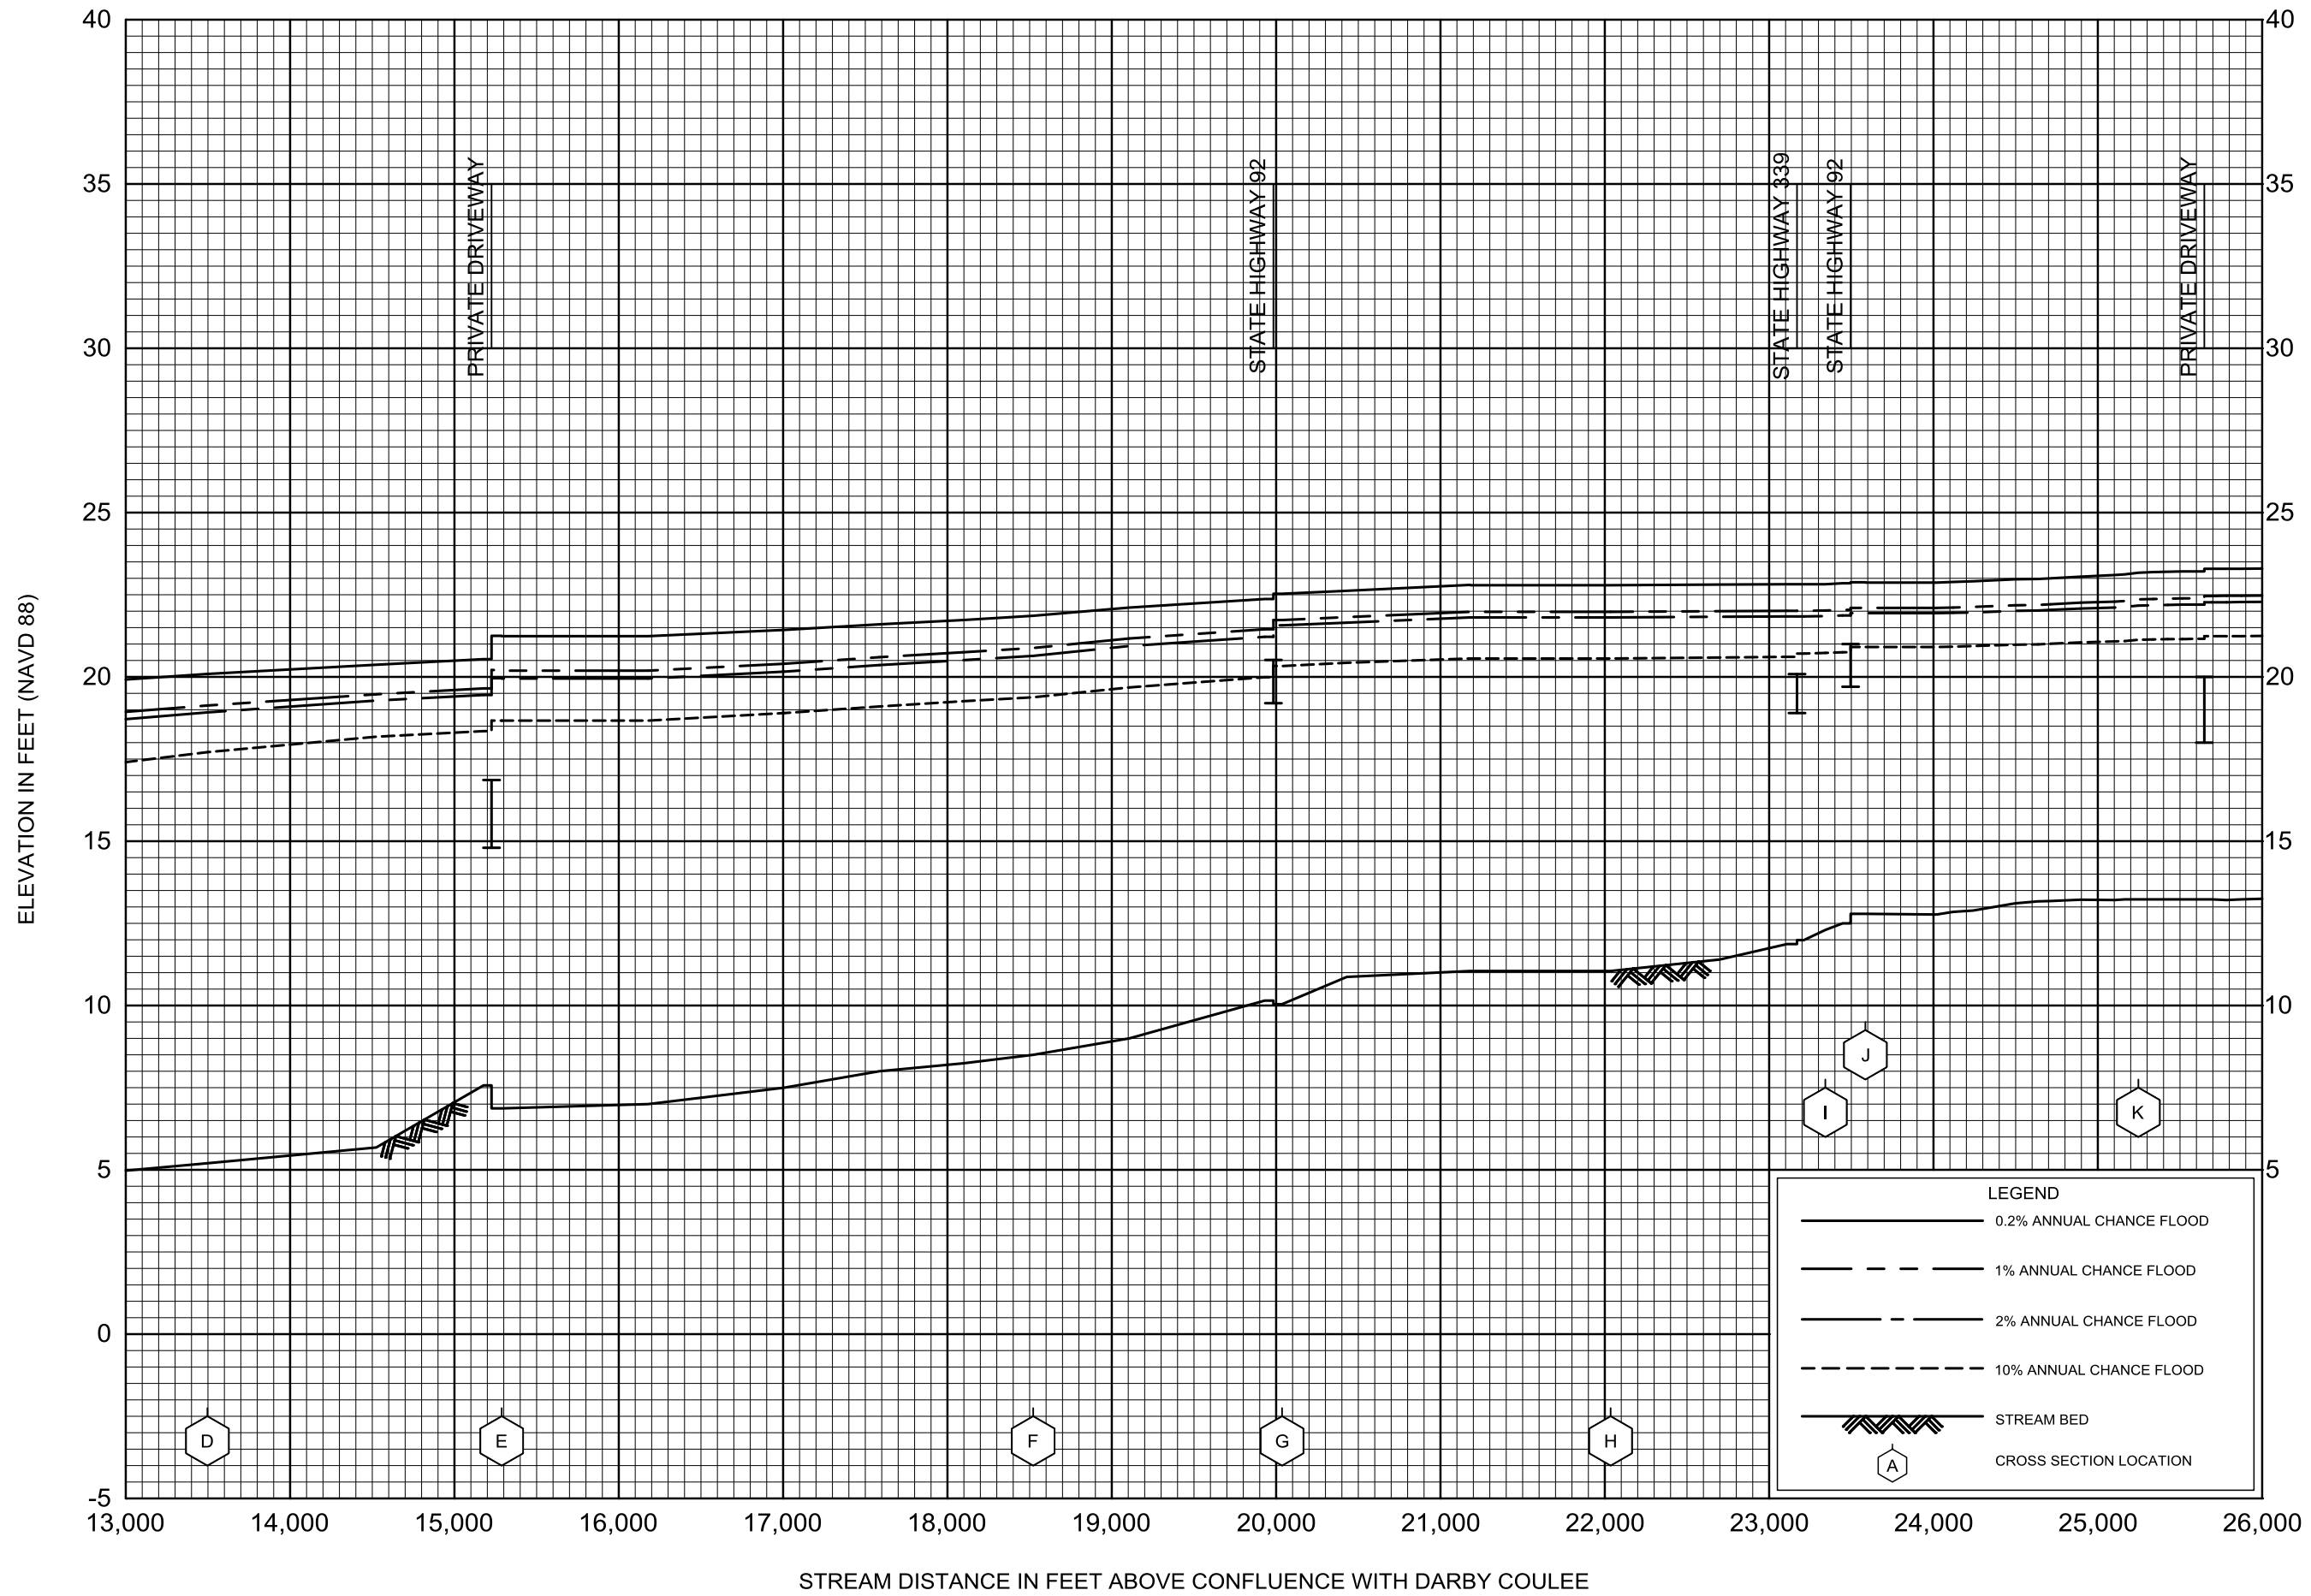 40
40
35
35
30
30
25
25
20
20
15
15
10
10
5
5
0
-5
ELEVATION IN FEET (NAVD 88)
PRIVATE DRIVEWAY
STATE HIGHWAY 92
STATE HIGHWAY 339
STATE HIGHWAY 92
PRIVATE DRIVEWAY
J
I
K
D
E
F
G
H
LEGEND
0.2% ANNUAL CHANCE FLOOD
1% ANNUAL CHANCE FLOOD
2% ANNUAL CHANCE FLOOD
10% ANNUAL CHANCE FLOOD
STREAM BED
A CROSS SECTION LOCATION
13,000 14,000 15,000 16,000 17,000 18,000 19,000 20,000 21,000 22,000 23,000 24,000 25,000 26,000
STREAM DISTANCE IN FEET ABOVE CONFLUENCE WITH DARBY COULEE